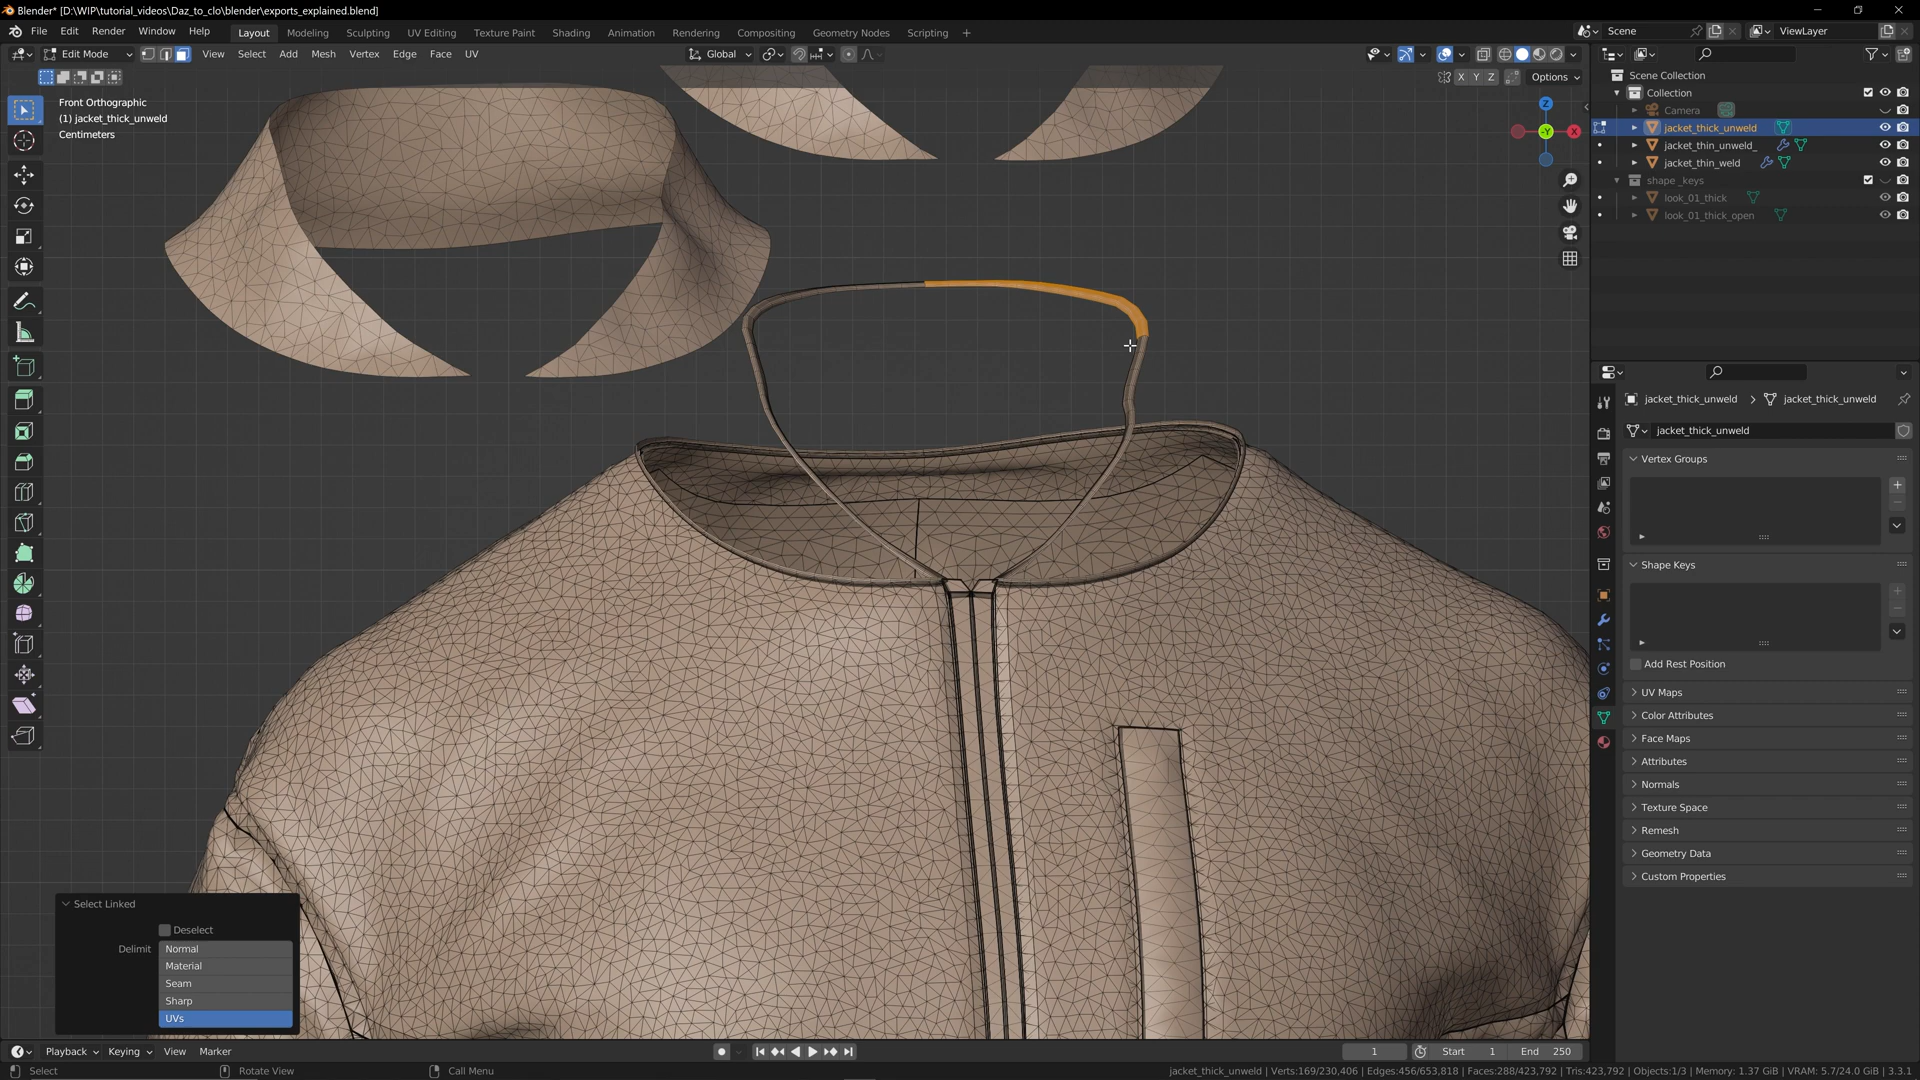 Blender* [D:\WIP\tutorial_videos\Daz_to_clo\blender\exports_explained.blend]
File Edit Render Window Help Layout Modeling Sculpting UV Editing Texture Paint Shading Animation Rendering Compositing Geometry Nodes Scripting + Scene ViewLayer
Edit Mode View Select Add Mesh Vertex Edge Face UV Global
X Y Z Options
Front Orthographic
(1) jacket_thick_unweld
Centimeters
Z
-Y X
Scene Collection
Collection
Camera
jacket_thick_unweld
jacket_thin_unweld_
jacket_thin_weld
shape _keys
look_01_thick
look_01_thick_open
jacket_thick_unweld > jacket_thick_unweld
jacket_thick_unweld
Vertex Groups
Shape Keys
Add Rest Position
UV Maps
Color Attributes
Face Maps
Attributes
Normals
Texture Space
Remesh
Geometry Data
Custom Properties
Select Linked
Deselect
Delimit Normal
Material
Seam
Sharp
UVs
Playback Keying View Marker 1 Start 1 End 250
Select Rotate View Call Menu jacket_thick_unweld | Verts:169/230,406 | Edges:456/653,818 | Faces:288/423,792 | Tris:423,792 | Objects:1/3 | Memory: 1.37 GiB | VRAM: 5.7/24.0 GiB | 3.3.1